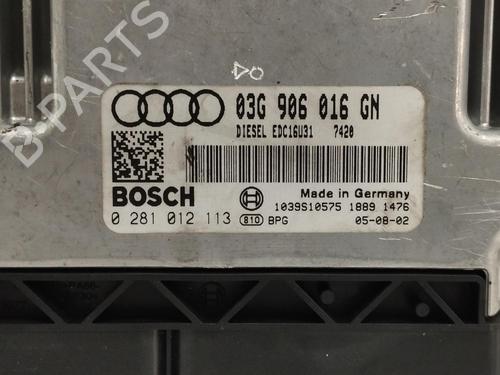 DO
03G 906 016 GN
DIESEL EDC16U31 7420
BOSCH
Made in Germany
0 281 012 113
810 BPG
1039S10575 1889 1476
05-08-02
B-PARTS